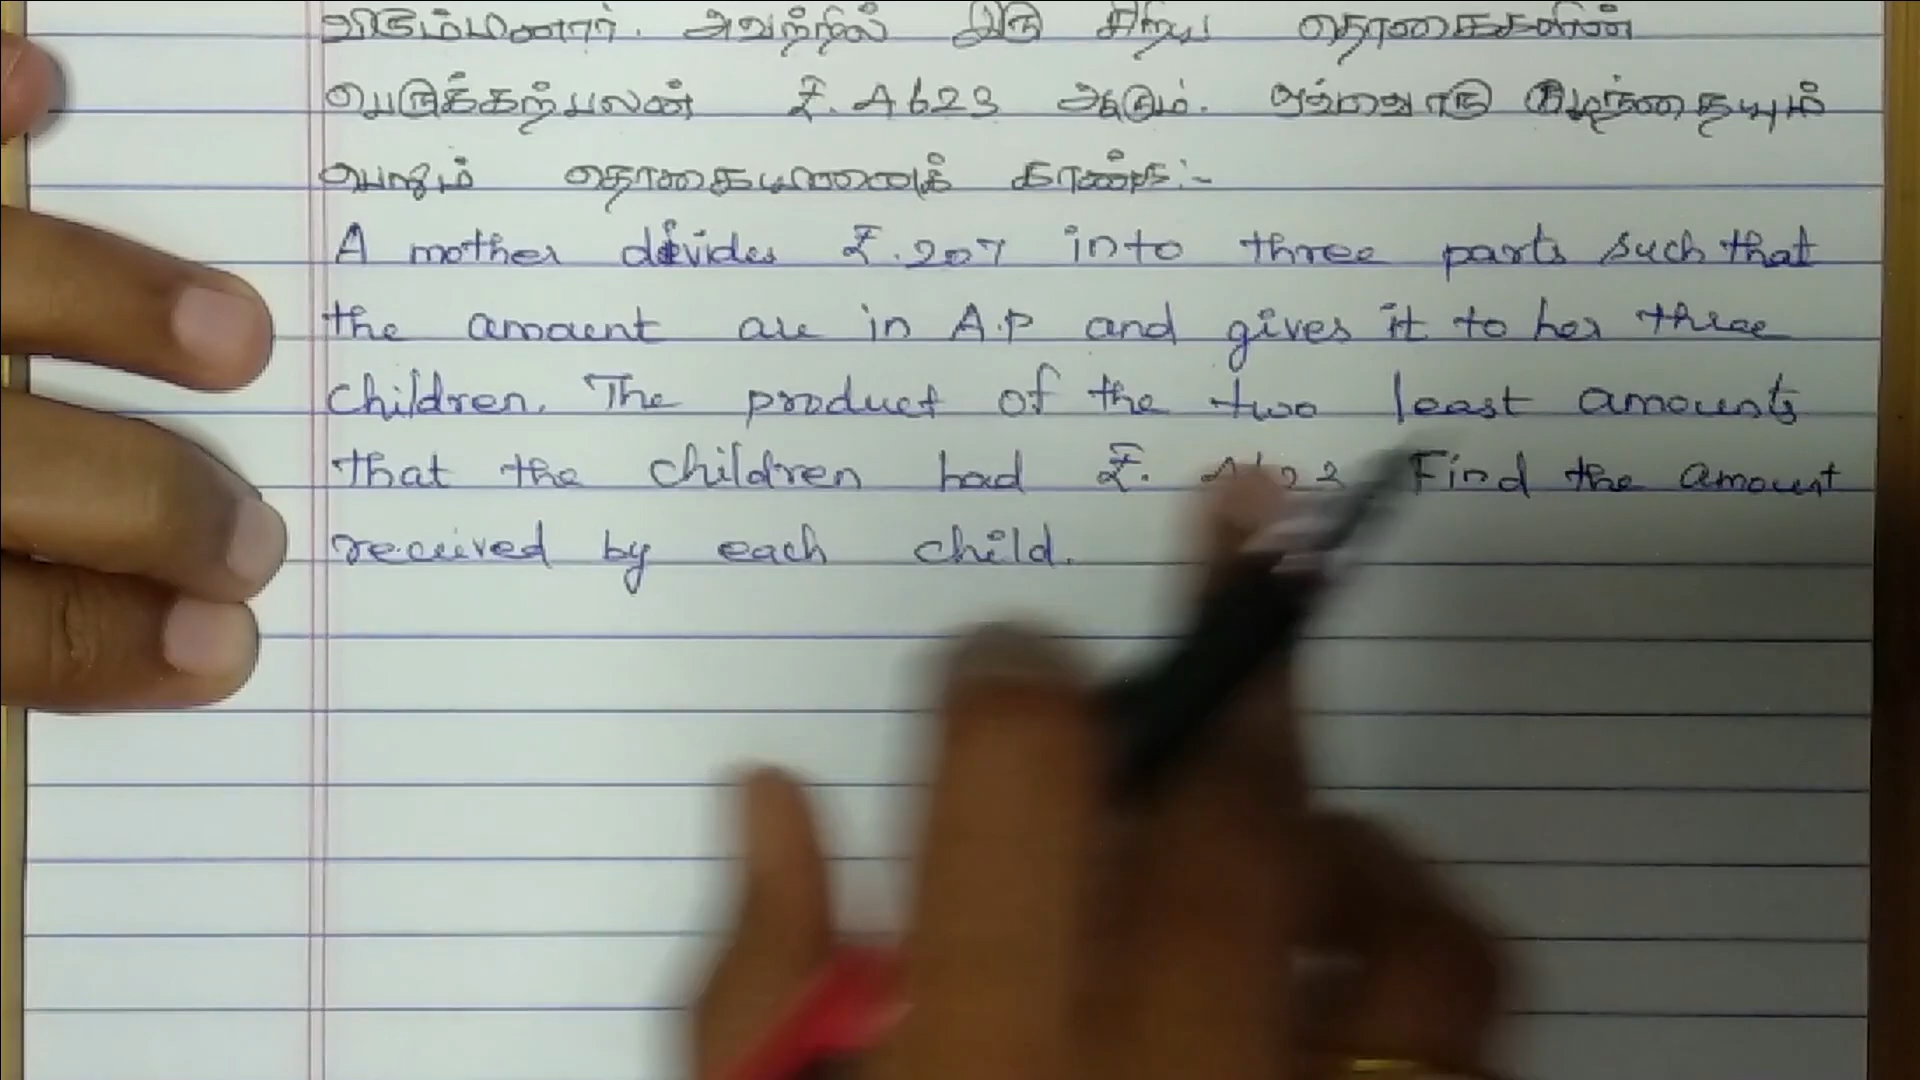 விரும்பினார். அவற்றில் இரு சிறிய தொகைகளின்
பெருக்கற்பலன் ₹. 4623 ஆகும். ஒவ்வொரு குழந்தையும்
பெறும் தொகையினைக் காண்க:-
A mother divides ₹.207 into three parts such that
the amount are in A.P and gives it to her three
children. The product of the two least amounts
that the children had ₹. Find the amount
received by each child.